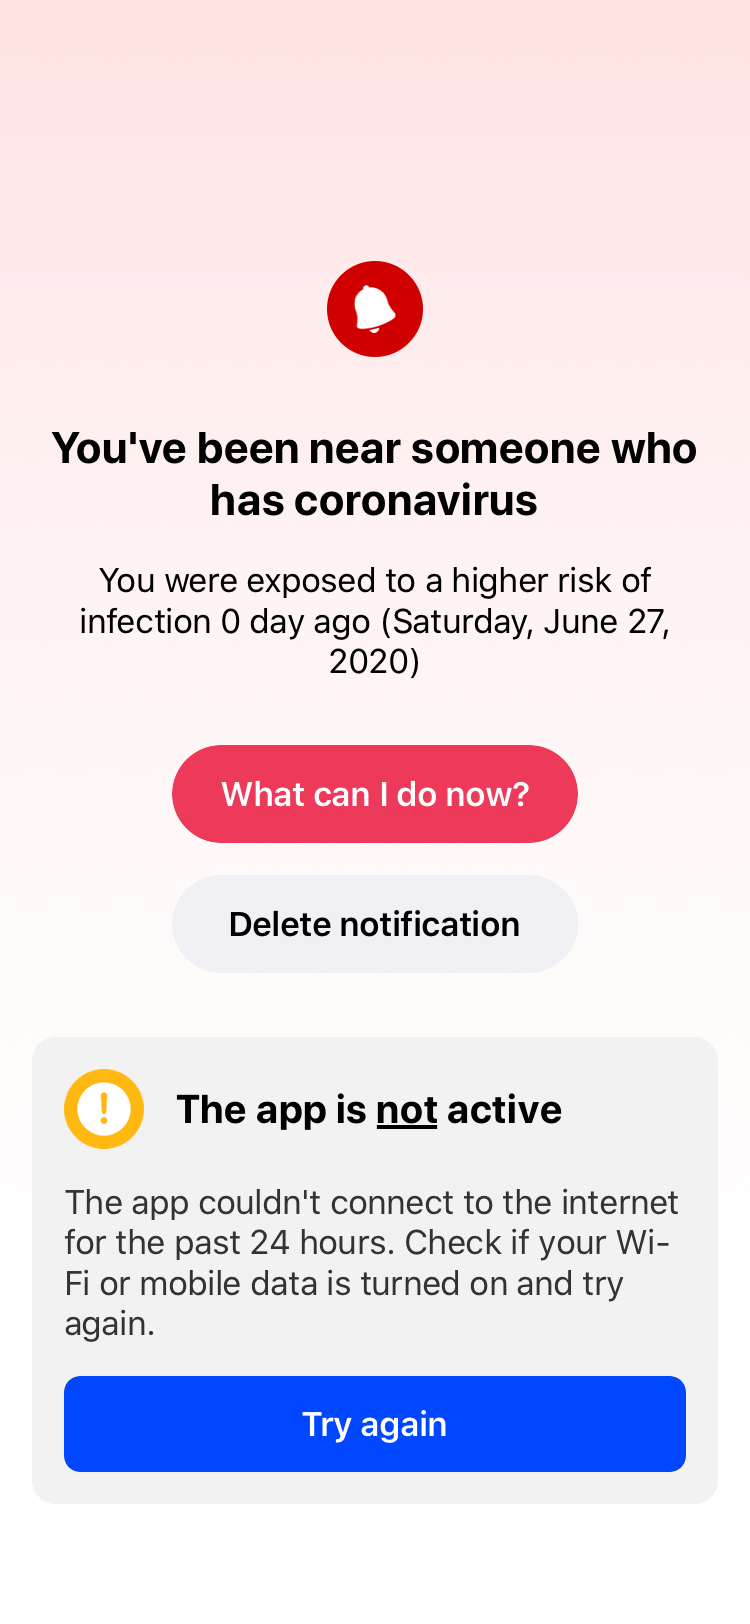 You've been near someone who
has coronavirus
You were exposed to a higher risk of
infection 0 day ago (Saturday, June 27,
2020)
What can I do now?
Delete notification
The app is not active
The app couldn't connect to the internet
for the past 24 hours. Check if your Wi-
Fi or mobile data is turned on and try
again.
Try again